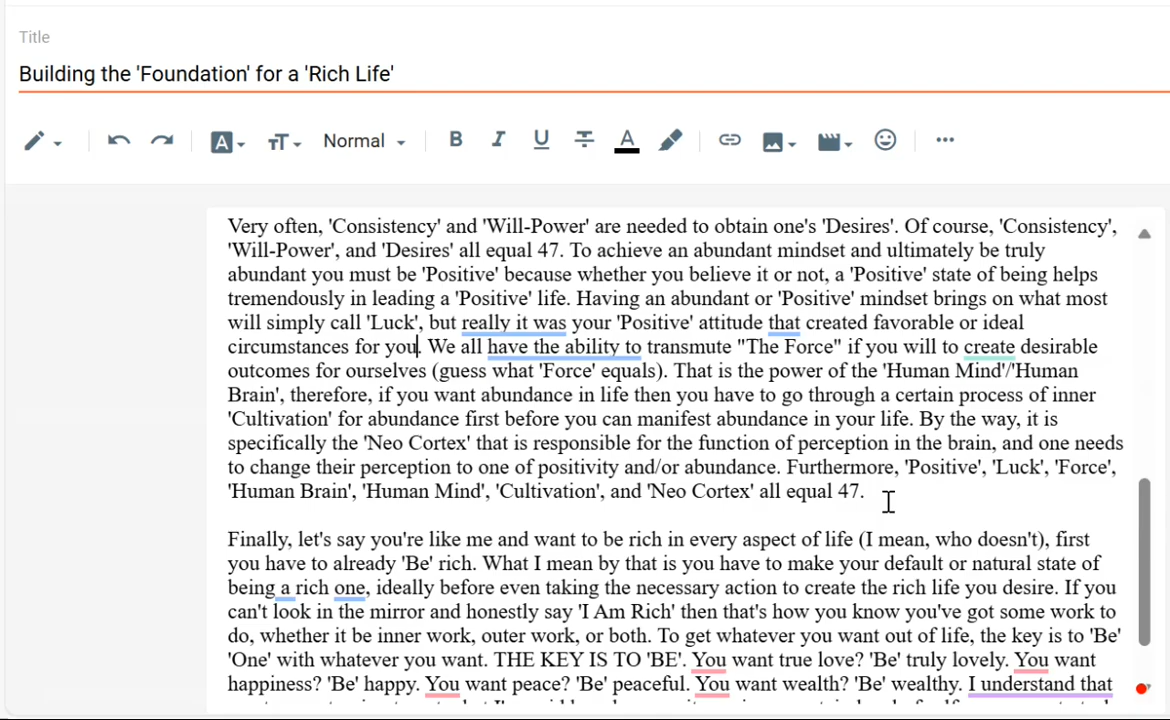 Title
Building the 'Foundation' for a 'Rich Life'
Normal
Very often, 'Consistency' and 'Will-Power' are needed to obtain one's 'Desires'. Of course, 'Consistency',
'Will-Power', and 'Desires' all equal 47. To achieve an abundant mindset and ultimately be truly
abundant you must be 'Positive' because whether you believe it or not, a 'Positive' state of being helps
tremendously in leading a 'Positive' life. Having an abundant or 'Positive' mindset brings on what most
will simply call 'Luck', but really it was your 'Positive' attitude that created favorable or ideal
circumstances for you. We all have the ability to transmute "The Force" if you will to create desirable
outcomes for ourselves (guess what 'Force' equals). That is the power of the 'Human Mind'/'Human
Brain', therefore, if you want abundance in life then you have to go through a certain process of inner
'Cultivation' for abundance first before you can manifest abundance in your life. By the way, it is
specifically the 'Neo Cortex' that is responsible for the function of perception in the brain, and one needs
to change their perception to one of positivity and/or abundance. Furthermore, 'Positive', 'Luck', 'Force',
'Human Brain', 'Human Mind', 'Cultivation', and 'Neo Cortex' all equal 47.
Finally, let's say you're like me and want to be rich in every aspect of life (I mean, who doesn't), first
you have to already 'Be' rich. What I mean by that is you have to make your default or natural state of
being a rich one, ideally before even taking the necessary action to create the rich life you desire. If you
can't look in the mirror and honestly say 'I Am Rich' then that's how you know you've got some work to
do, whether it be inner work, outer work, or both. To get whatever you want out of life, the key is to 'Be'
'One' with whatever you want. THE KEY IS TO 'BE'. You want true love? 'Be' truly lovely. You want
happiness? 'Be' happy. You want peace? 'Be' peaceful. You want wealth? 'Be' wealthy. I understand that